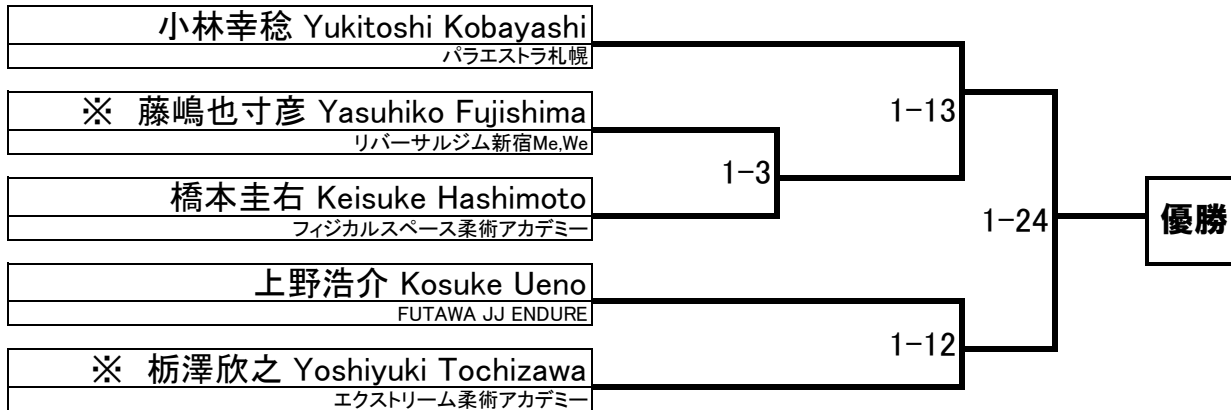 小林幸稔 Yukitoshi Kobayashi
パラエストラ札幌
※ 藤嶋也寸彦 Yasuhiko Fujishima
リバーサルジム新宿Me,We
橋本圭右 Keisuke Hashimoto
フィジカルスペース柔術アカデミー
上野浩介 Kosuke Ueno
FUTAWA JJ ENDURE
※ 栃澤欣之 Yoshiyuki Tochizawa
エクストリーム柔術アカデミー
1-3
1-13
1-12
1-24
優勝